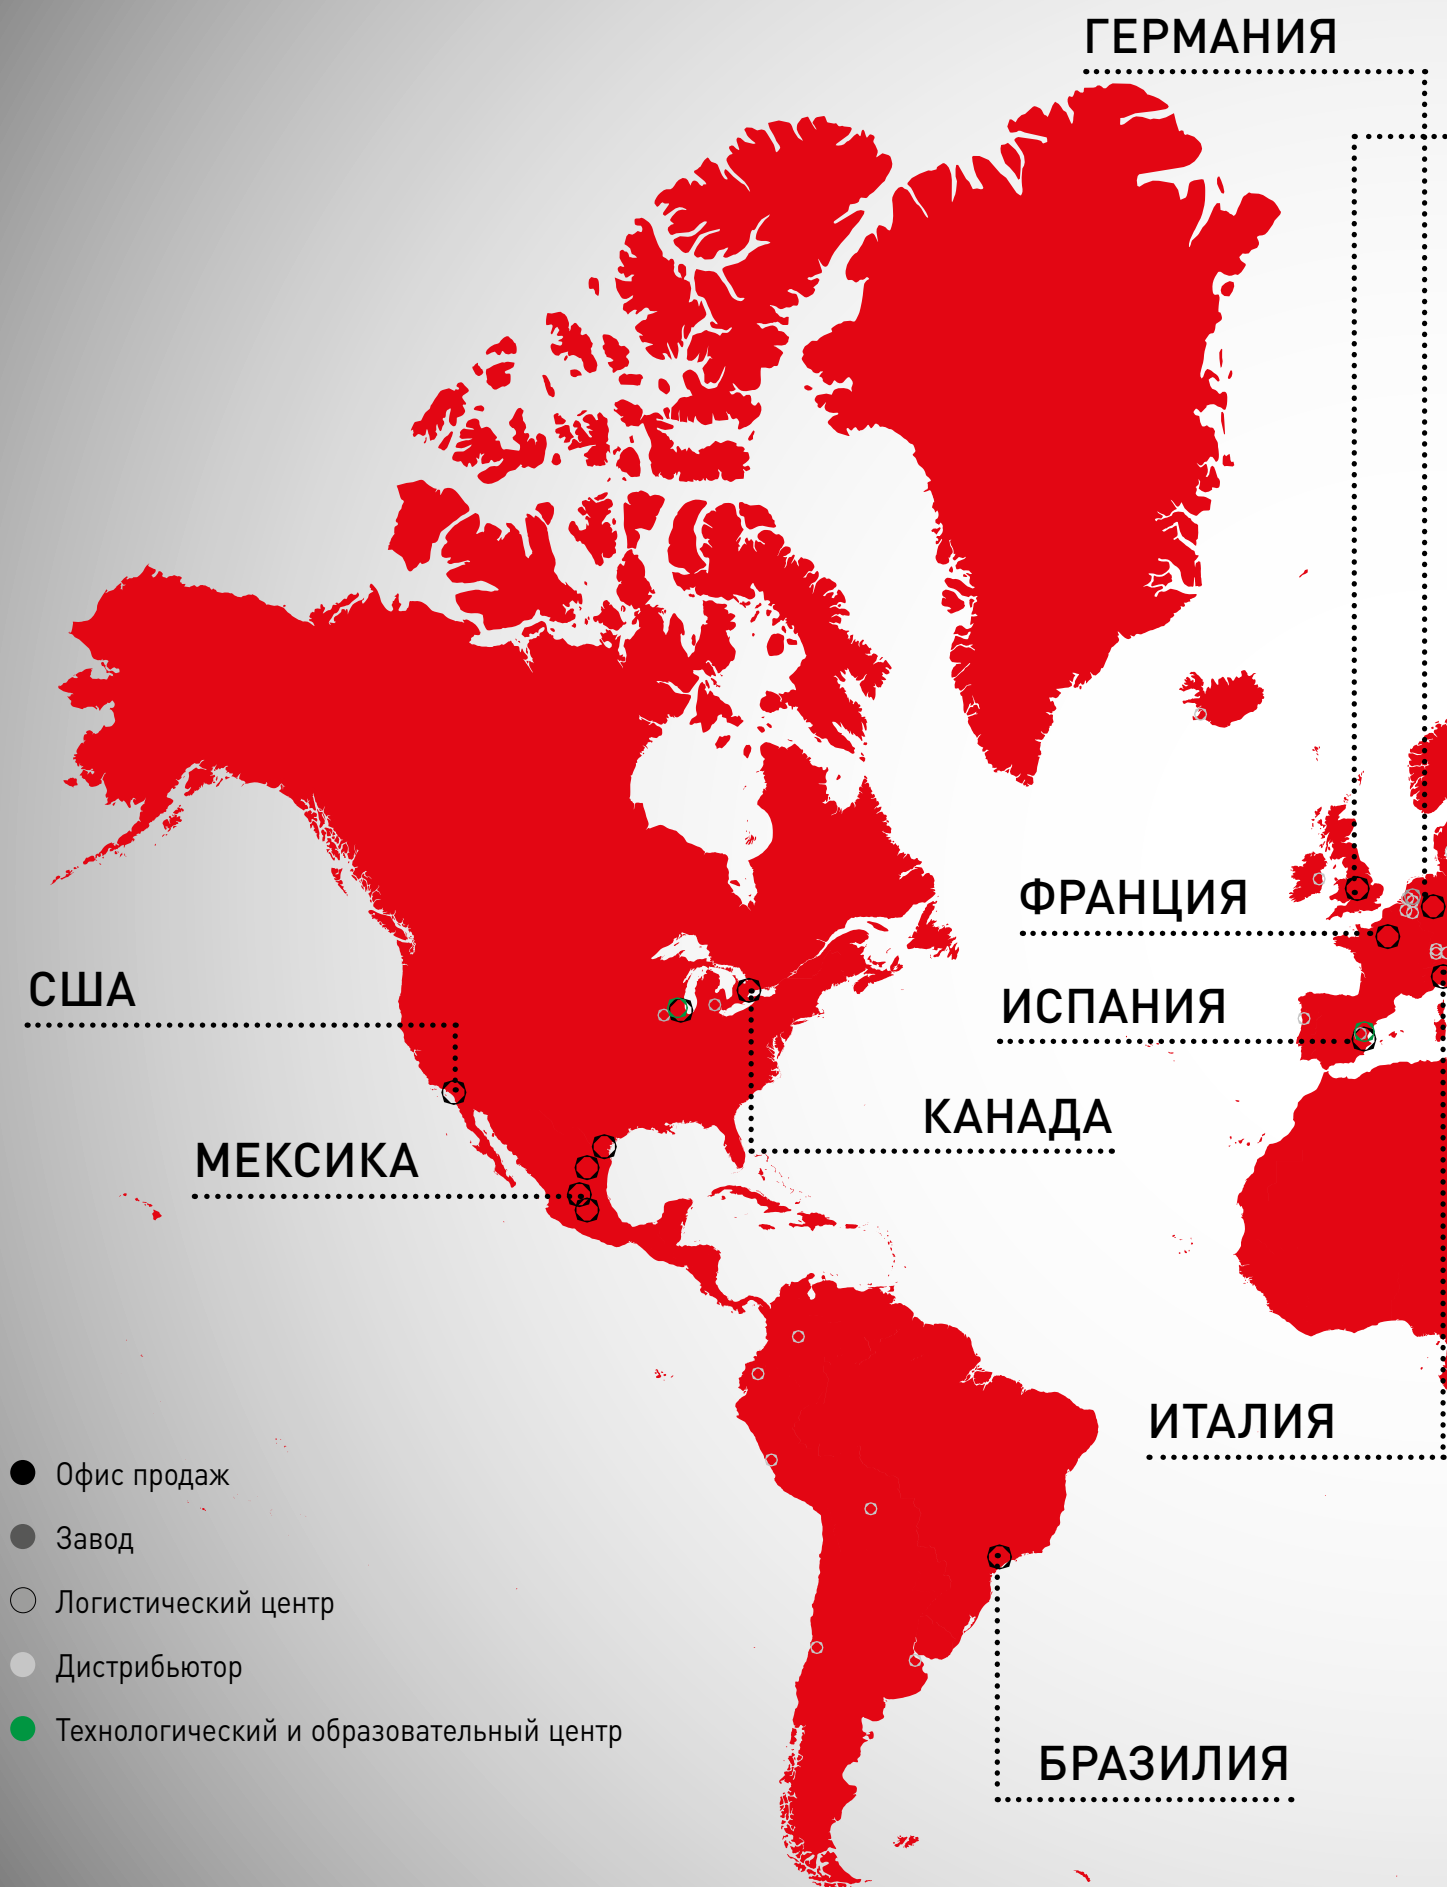 ГЕРМАНИЯ
ФРАНЦИЯ
США
ИСПАНИЯ
КАНАДА
МЕКСИКА
ИТАЛИЯ
Офис продаж
Завод
Логистический центр
Дистрибьютор
Технологический и образовательный центр
БРАЗИЛИЯ